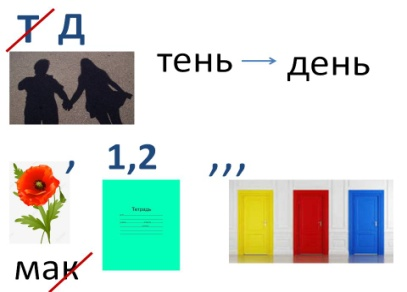 Т Д
тень → день
, 1,2 ,,,
Тетрадь
мак